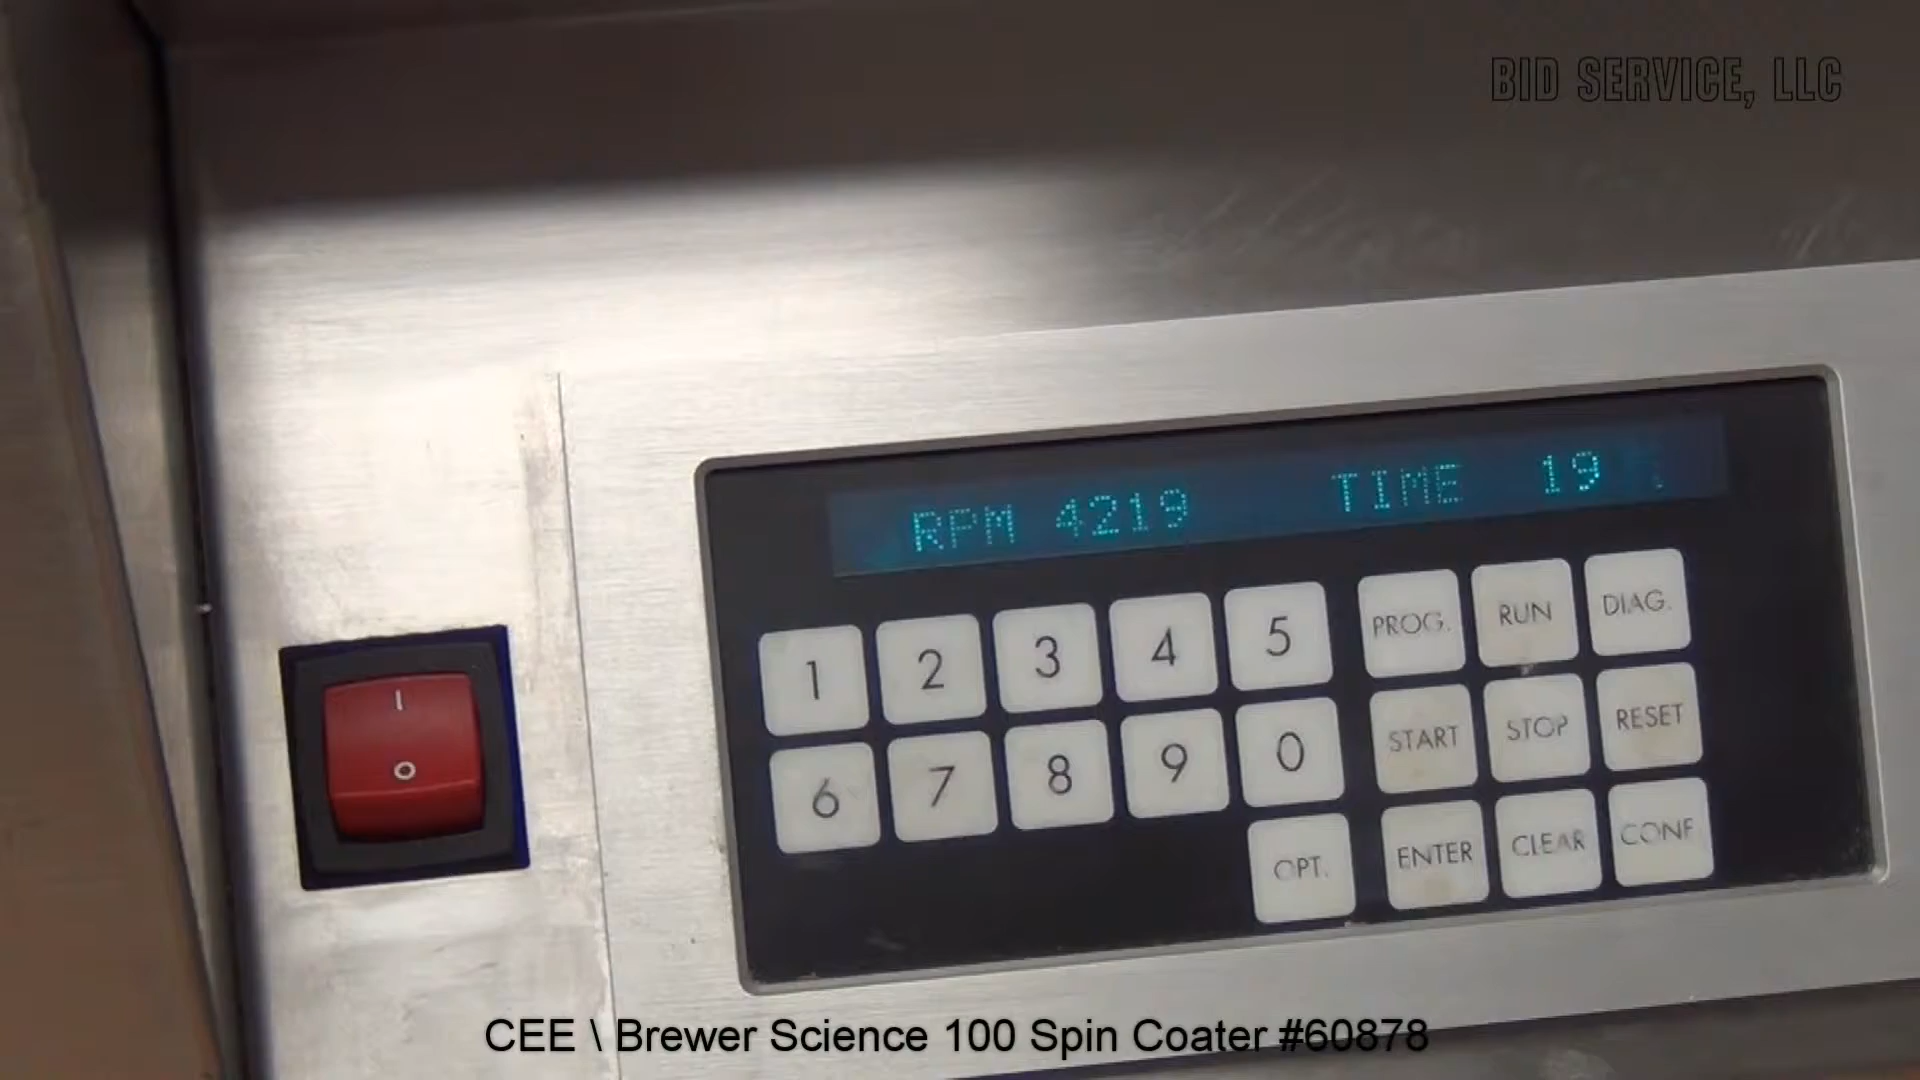 BID SERVICE, LLC
RPM 4219 TIME 19
1 2 3 4 5 PROG. RUN DIAG.
6 7 8 9 0 START STOP RESET
OPT. ENTER CLEAR CONF
I
O
CEE \ Brewer Science 100 Spin Coater #60878